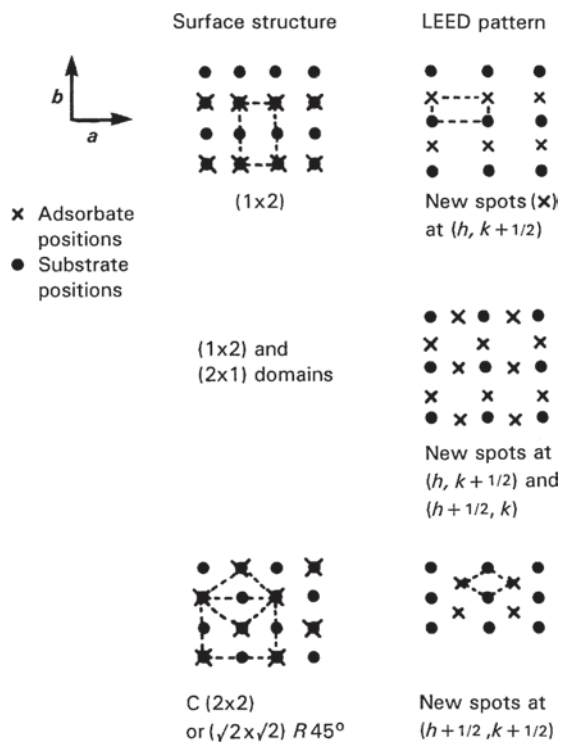 Surface structure
LEED pattern
b
a
(1x2)
New spots (x)
at (h, k + 1/2)
x Adsorbate
positions
● Substrate
positions
(1x2) and
(2x1) domains
New spots at
(h, k + 1/2) and
(h + 1/2, k)
C (2x2)
or (√2x√2) R 45º
New spots at
(h + 1/2 , k + 1/2)